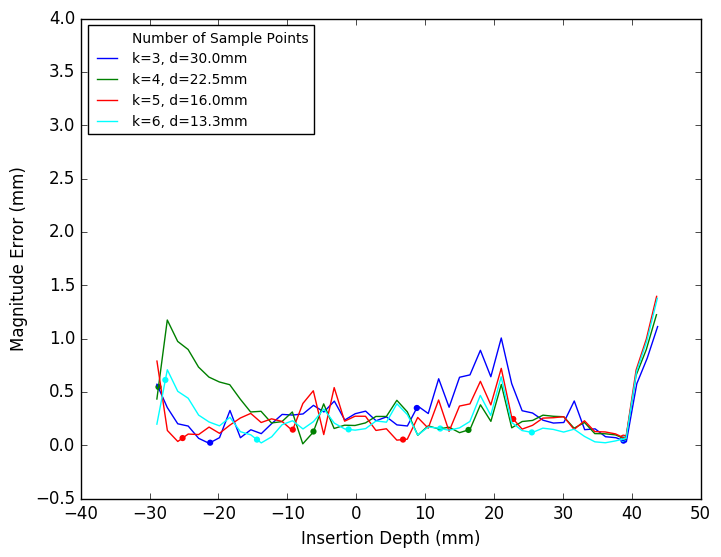 4.0
3.5
3.0
2.5
2.0
1.5
1.0
0.5
0.0
−0.5
Magnitude Error (mm)
Number of Sample Points
k=3, d=30.0mm
k=4, d=22.5mm
k=5, d=16.0mm
k=6, d=13.3mm
−40 −30 −20 −10 0 10 20 30 40 50
Insertion Depth (mm)